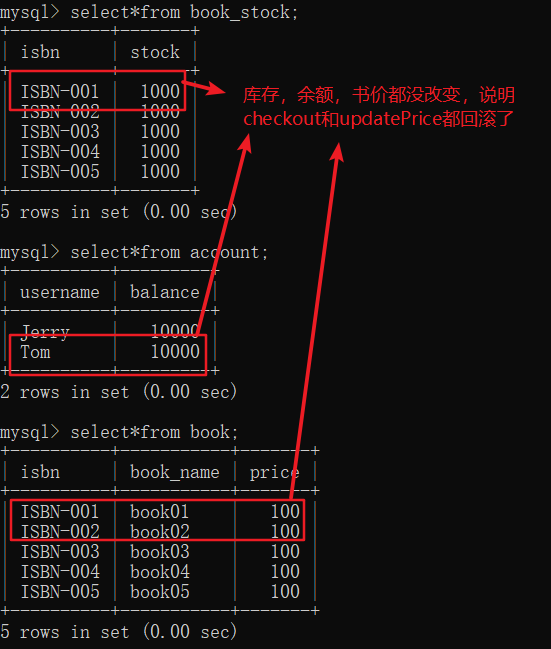 mysql> select*from book_stock;
+----------+-------+
| isbn     | stock |
+----------+-------+
| ISBN-001 |  1000 |
| ISBN-002 |  1000 |
| ISBN-003 |  1000 |
| ISBN-004 |  1000 |
| ISBN-005 |  1000 |
+----------+-------+
5 rows in set (0.00 sec)
库存，余额，书价都没改变，说明
checkout和updatePrice都回滚了
mysql> select*from account;
+----------+---------+
| username | balance |
+----------+---------+
| Jerry    |   10000 |
| Tom      |   10000 |
+----------+---------+
2 rows in set (0.00 sec)
mysql> select*from book;
+----------+-----------+-------+
| isbn     | book_name | price |
+----------+-----------+-------+
| ISBN-001 | book01    |   100 |
| ISBN-002 | book02    |   100 |
| ISBN-003 | book03    |   100 |
| ISBN-004 | book04    |   100 |
| ISBN-005 | book05    |   100 |
+----------+-----------+-------+
5 rows in set (0.00 sec)